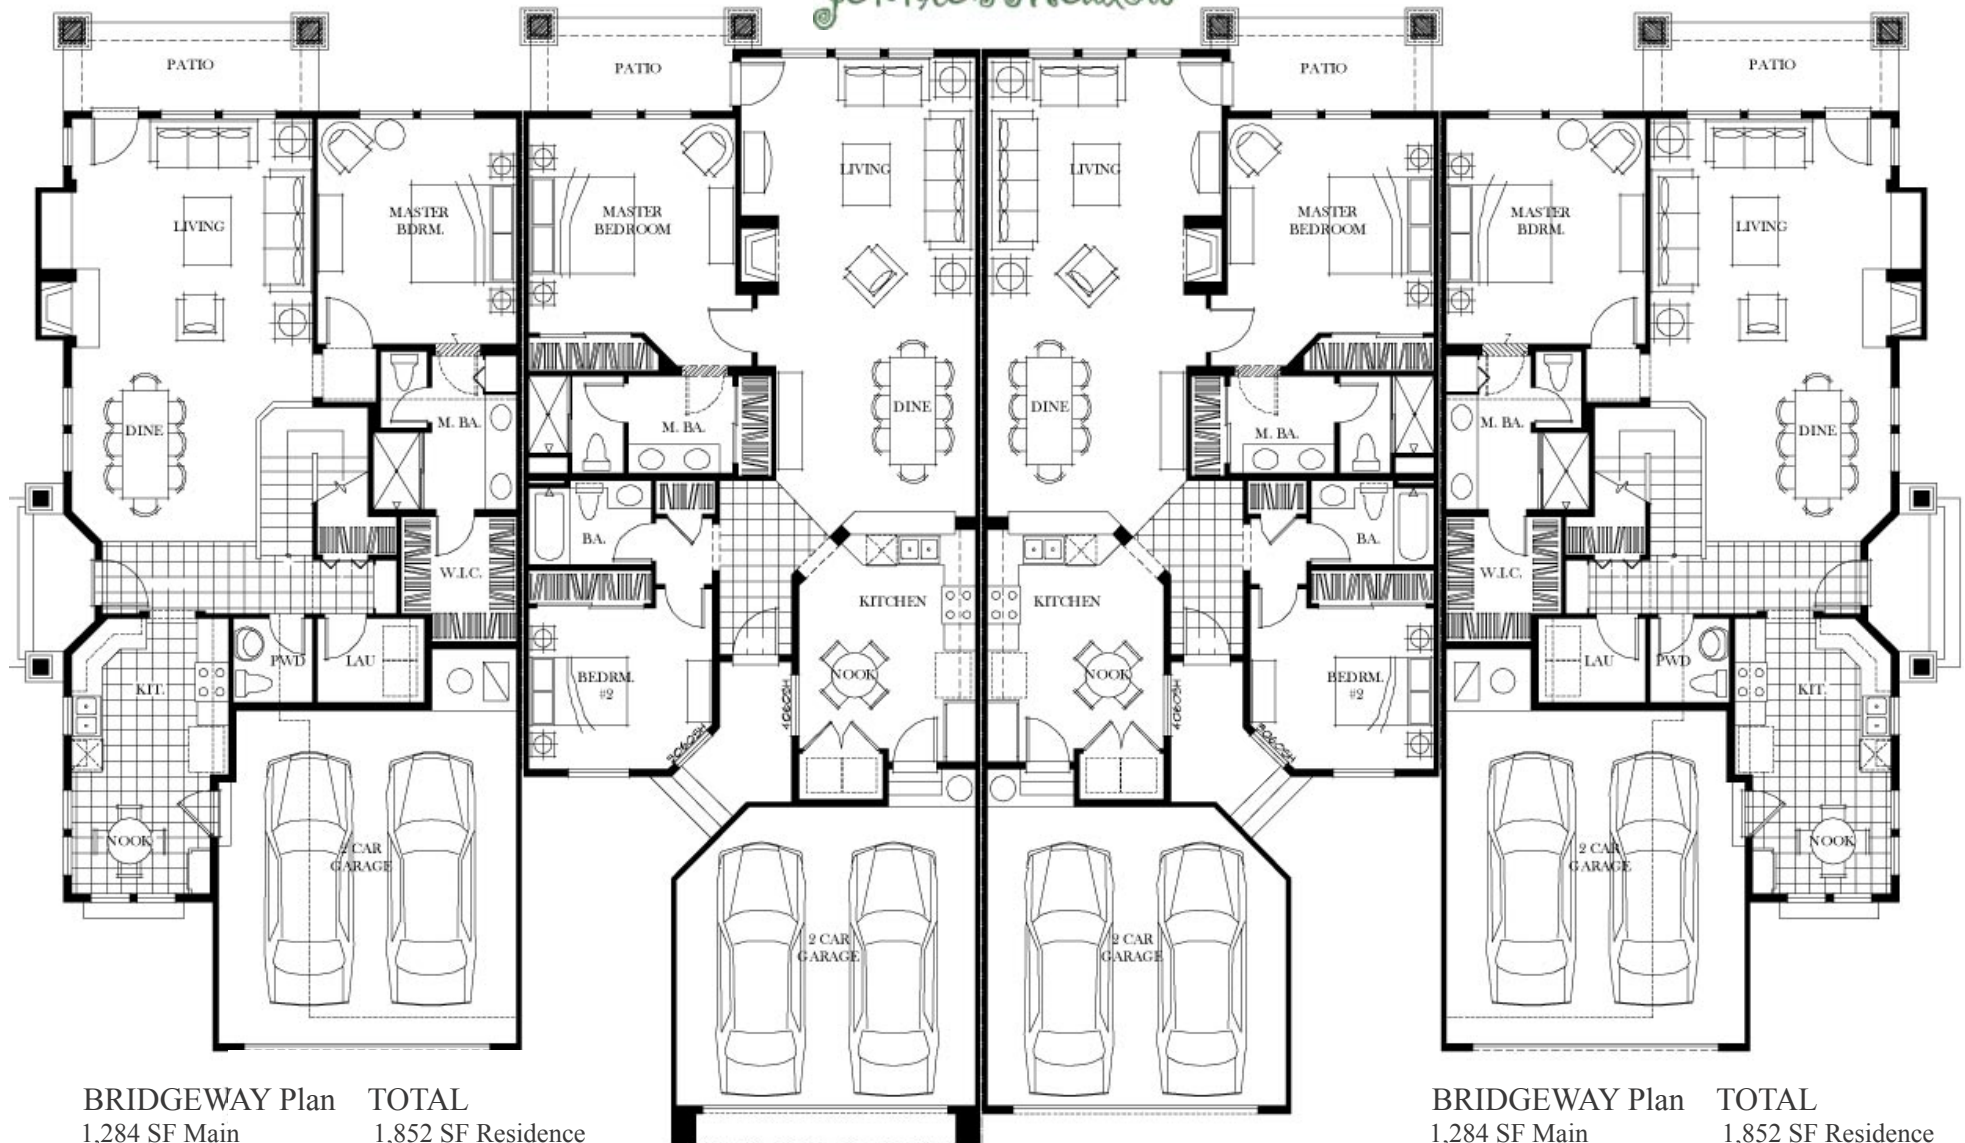 PATIO
PATIO
PATIO
PATIO
LIVING
MASTER
BDRM.
MASTER
BEDROOM
LIVING
LIVING
MASTER
BEDROOM
MASTER
BDRM.
LIVING
DINE
M. BA.
M. BA.
DINE
DINE
M. BA.
M. BA.
DINE
W.I.C.
BA.
BA.
W.I.C.
KITCHEN
KITCHEN
KIT.
PWD
LAU
BEDRM.
#2
NOOK
NOOK
BEDRM.
#2
LAU
PWD
KIT.
4060SH
4060SH
NOOK
2 CAR
GARAGE
2 CAR
GARAGE
NOOK
2 CAR
GARAGE
2 CAR
GARAGE
BRIDGEWAY Plan TOTAL
1,284 SF Main 1,852 SF Residence
BRIDGEWAY Plan TOTAL
1,284 SF Main 1,852 SF Residence